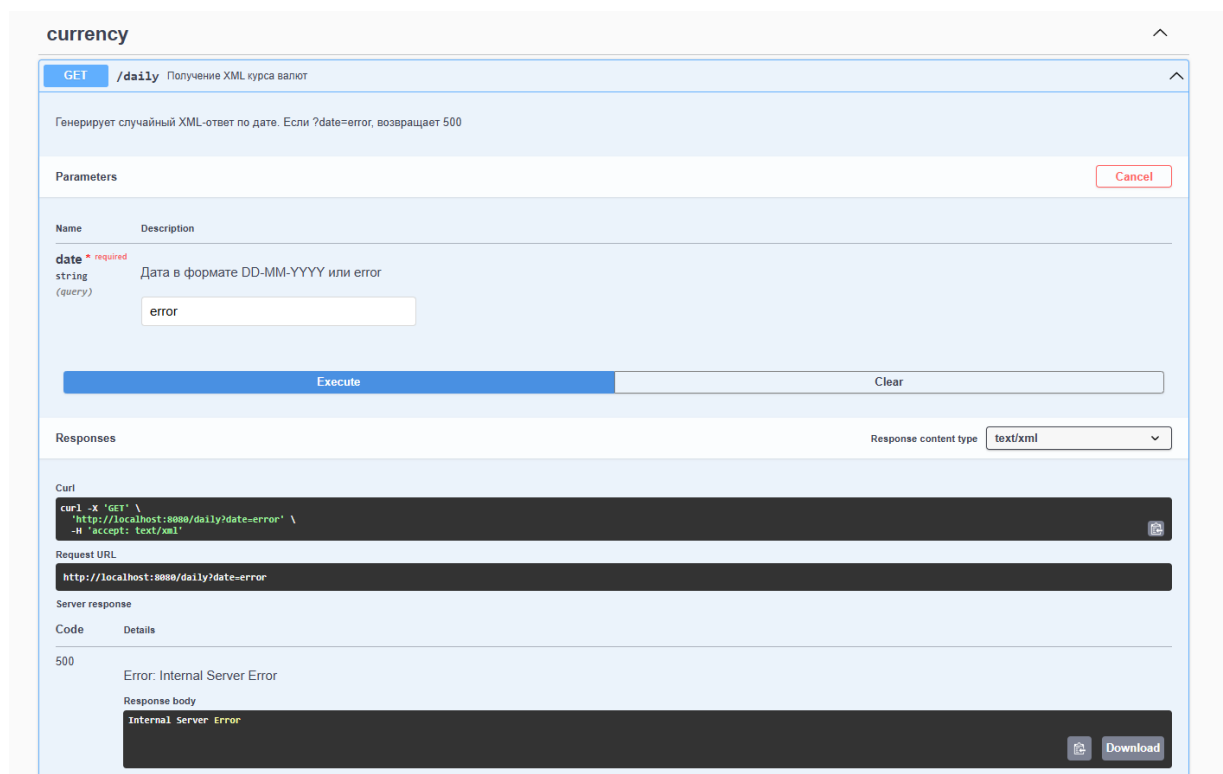 currency
GET /daily Получение XML курса валют
Генерирует случайный XML-ответ по дате. Если ?date=error, возвращает 500
Parameters Cancel
Name Description
date * required
string
(query)
Дата в формате DD-MM-YYYY или error
error
Execute Clear
Responses Response content type text/xml
Curl
curl -X 'GET' \
'http://localhost:8080/daily?date=error' \
-H 'accept: text/xml'
Request URL
http://localhost:8080/daily?date=error
Server response
Code Details
500
Error: Internal Server Error
Response body
Internal Server Error
Download